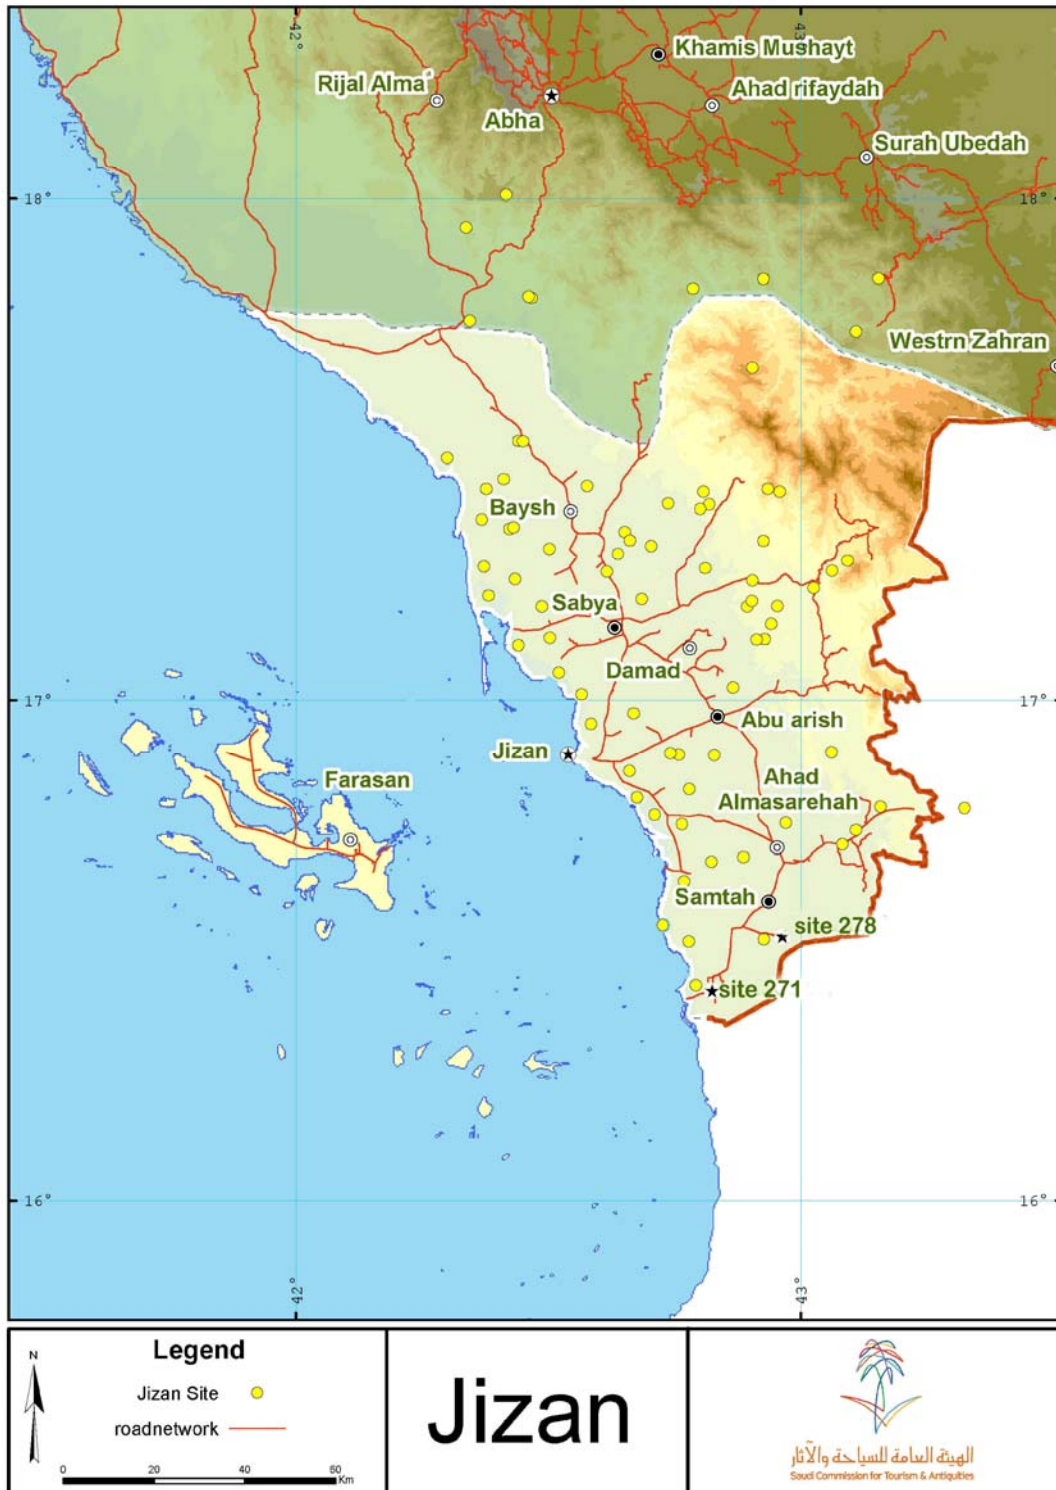 42°
43°
Khamis Mushayt
Rijal Alma°
Ahad rifaydah
Abha
Surah Ubedah
18°
18°
Westrn Zahran
Baysh
Sabya
Damad
17°
17°
Abu arish
Jizan
Ahad
Farasan
Almasarehah
Samtah
site 278
site 271
16°
16°
42°
43°
Legend
N
Jizan Site
roadnetwork
0 20 40 60
Km
Jizan
الهيئة العامة للسياحة والآثار
Saudi Commission for Tourism & Antiquities